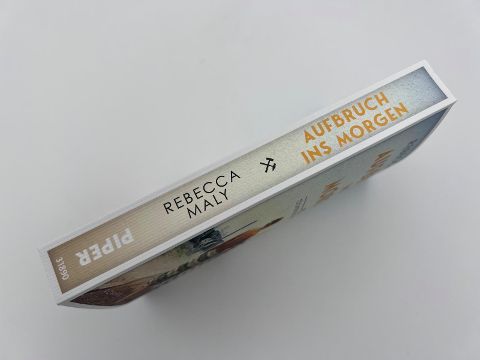 AUFBRUCH
INS MORGEN
REBECCA
MALY
PIPER